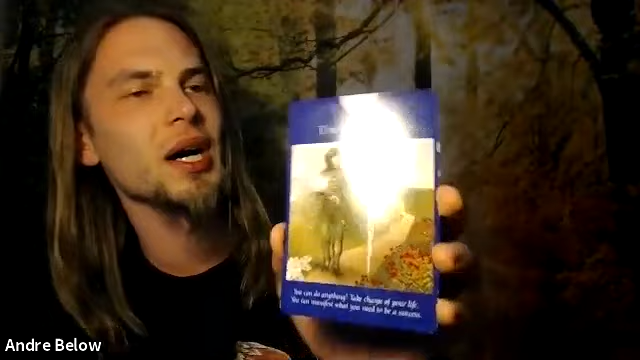 You can do anything! Take charge of your life.
You can manifest what you need to be a success.
Andre Below